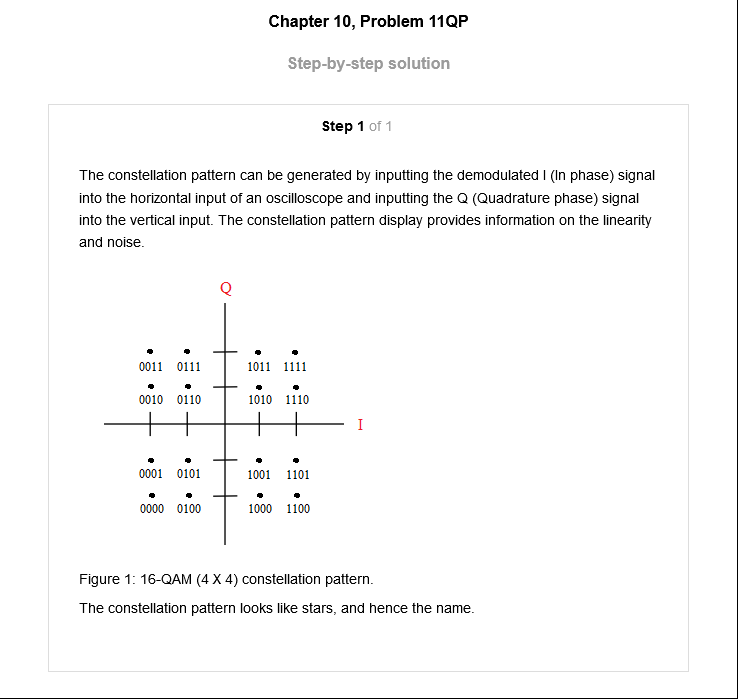 Chapter 10, Problem 11QP
Step-by-step solution
Step 1 of 1
The constellation pattern can be generated by inputting the demodulated I (In phase) signal
into the horizontal input of an oscilloscope and inputting the Q (Quadrature phase) signal
into the vertical input. The constellation pattern display provides information on the linearity
and noise.
Q
0011 0111 1011 1111
0010 0110 1010 1110
I
0001 0101 1001 1101
0000 0100 1000 1100
Figure 1: 16-QAM (4 X 4) constellation pattern.
The constellation pattern looks like stars, and hence the name.